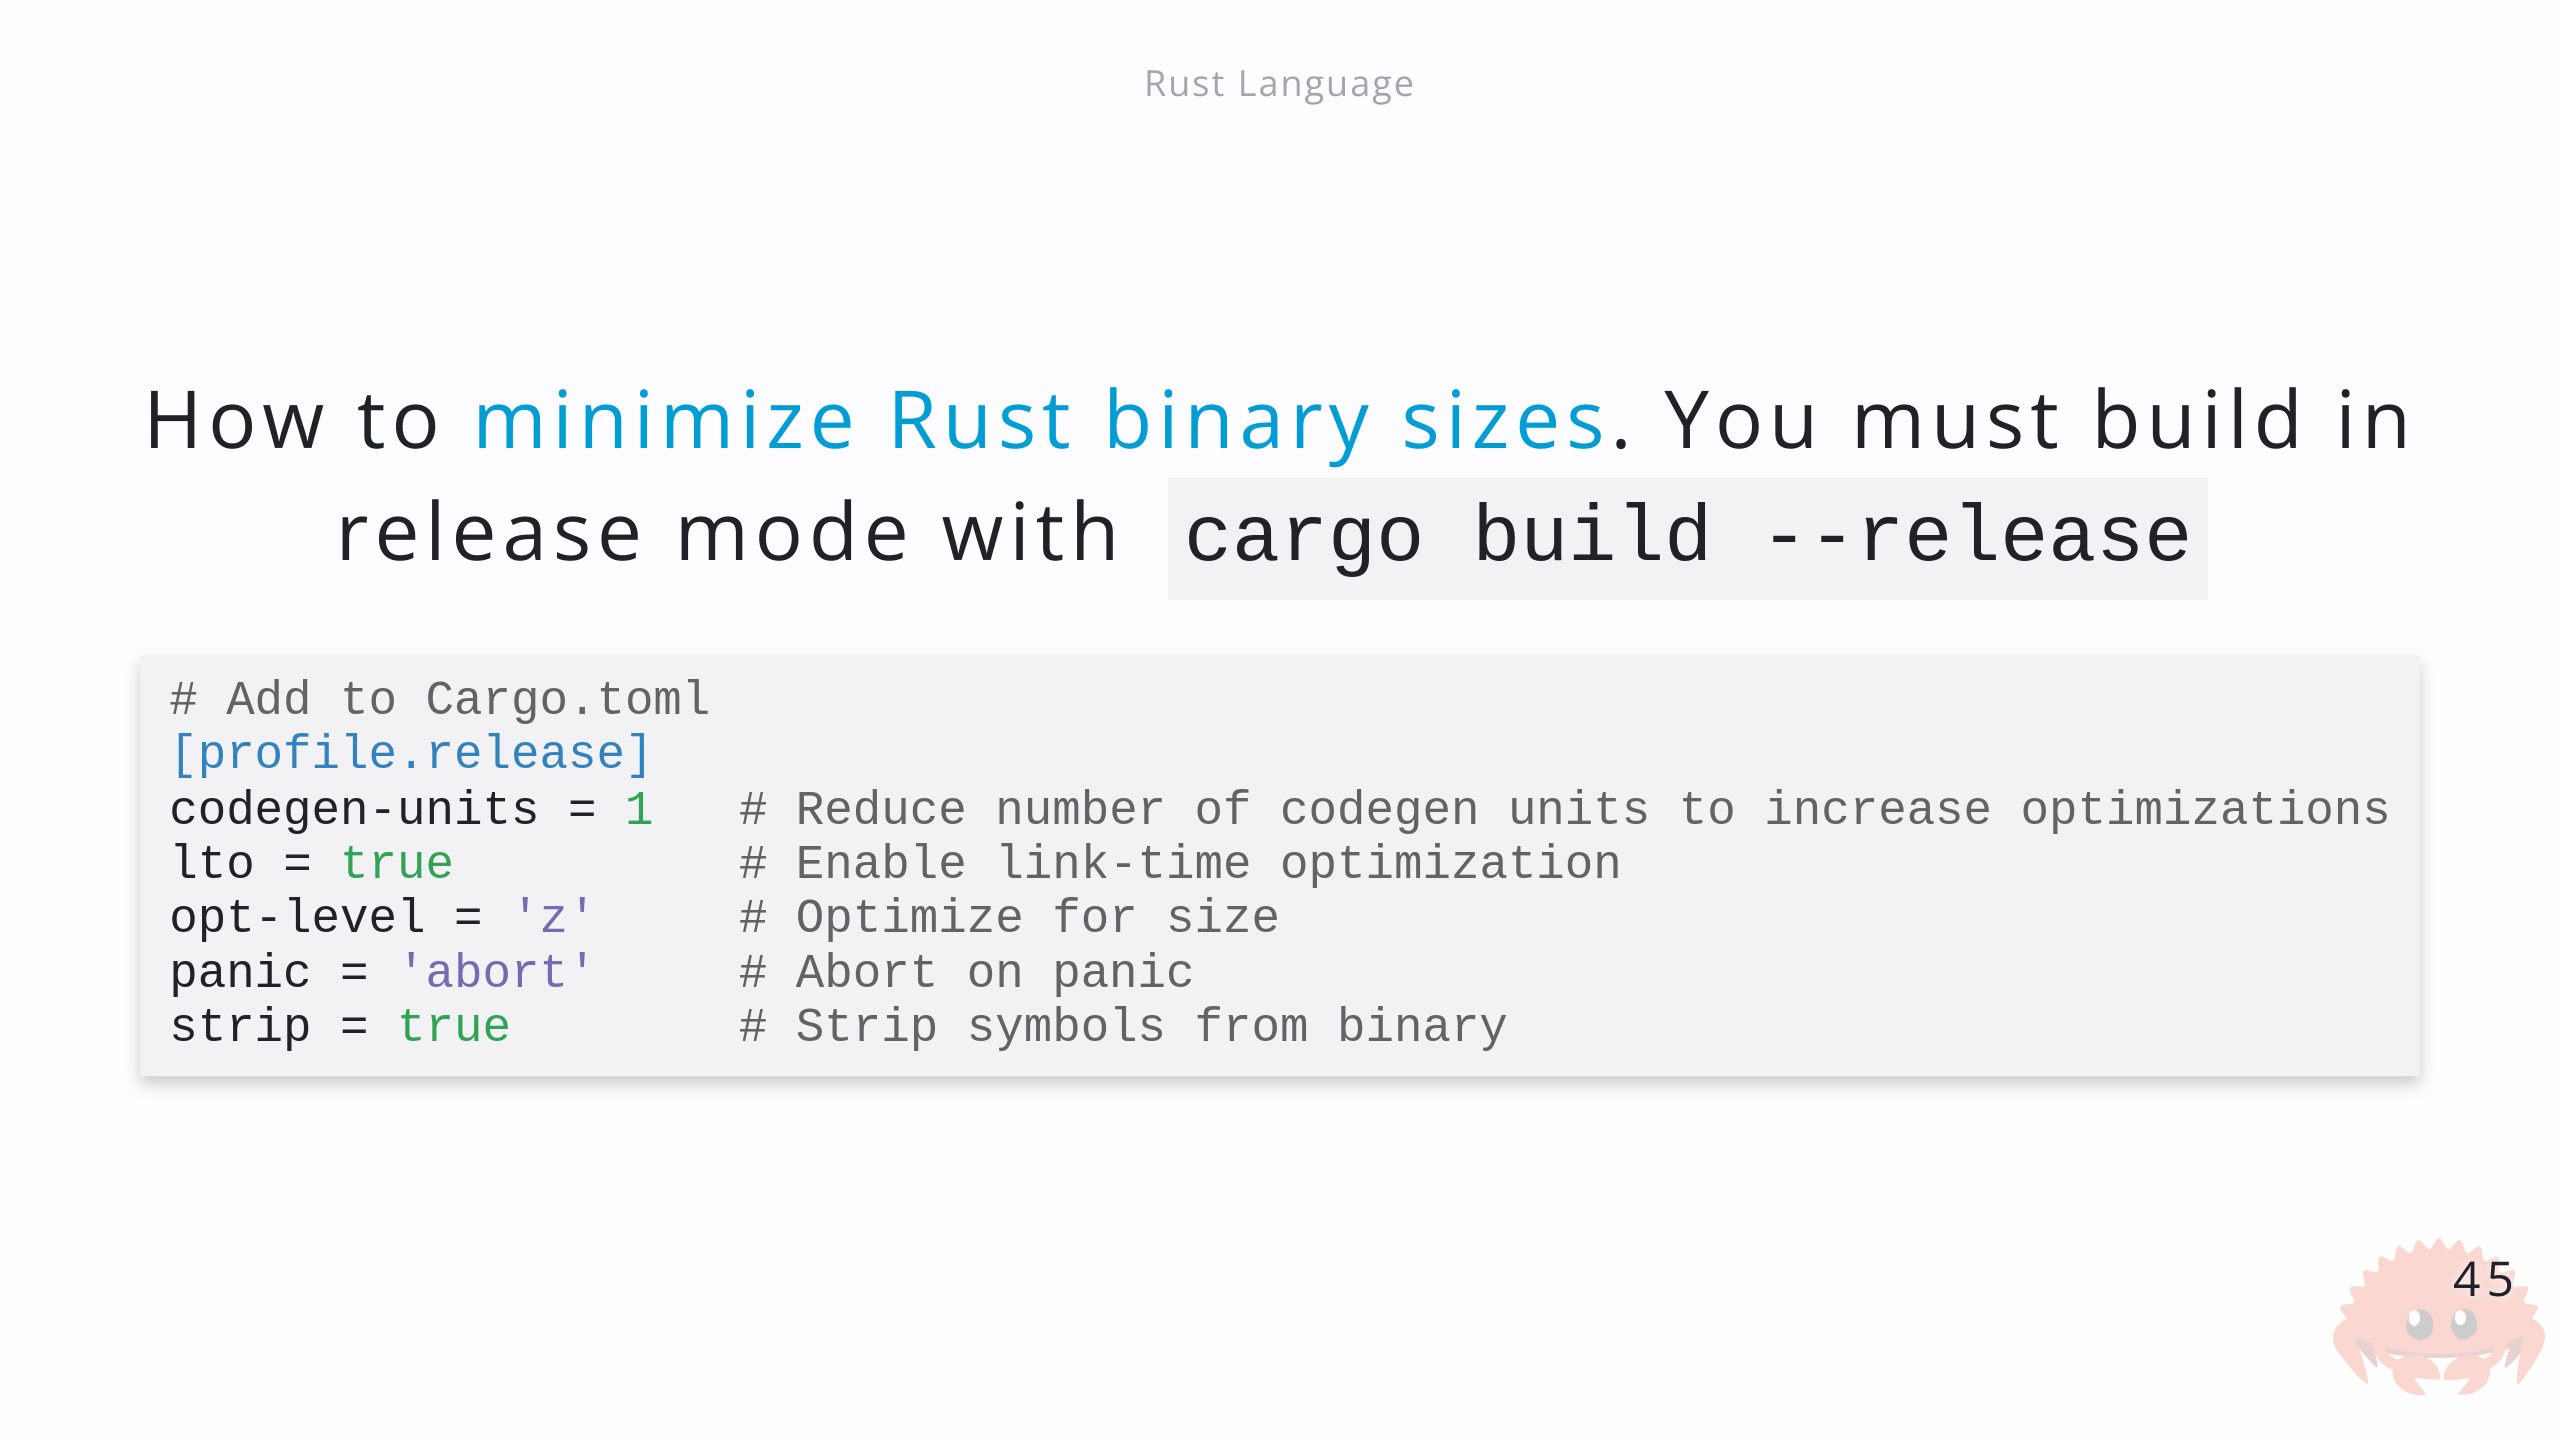 Rust Language
How to minimize Rust binary sizes. You must build in
release mode with cargo build --release
# Add to Cargo.toml
[profile.release]
codegen-units = 1   # Reduce number of codegen units to increase optimizations
lto = true          # Enable link-time optimization
opt-level = 'z'     # Optimize for size
panic = 'abort'     # Abort on panic
strip = true        # Strip symbols from binary
45